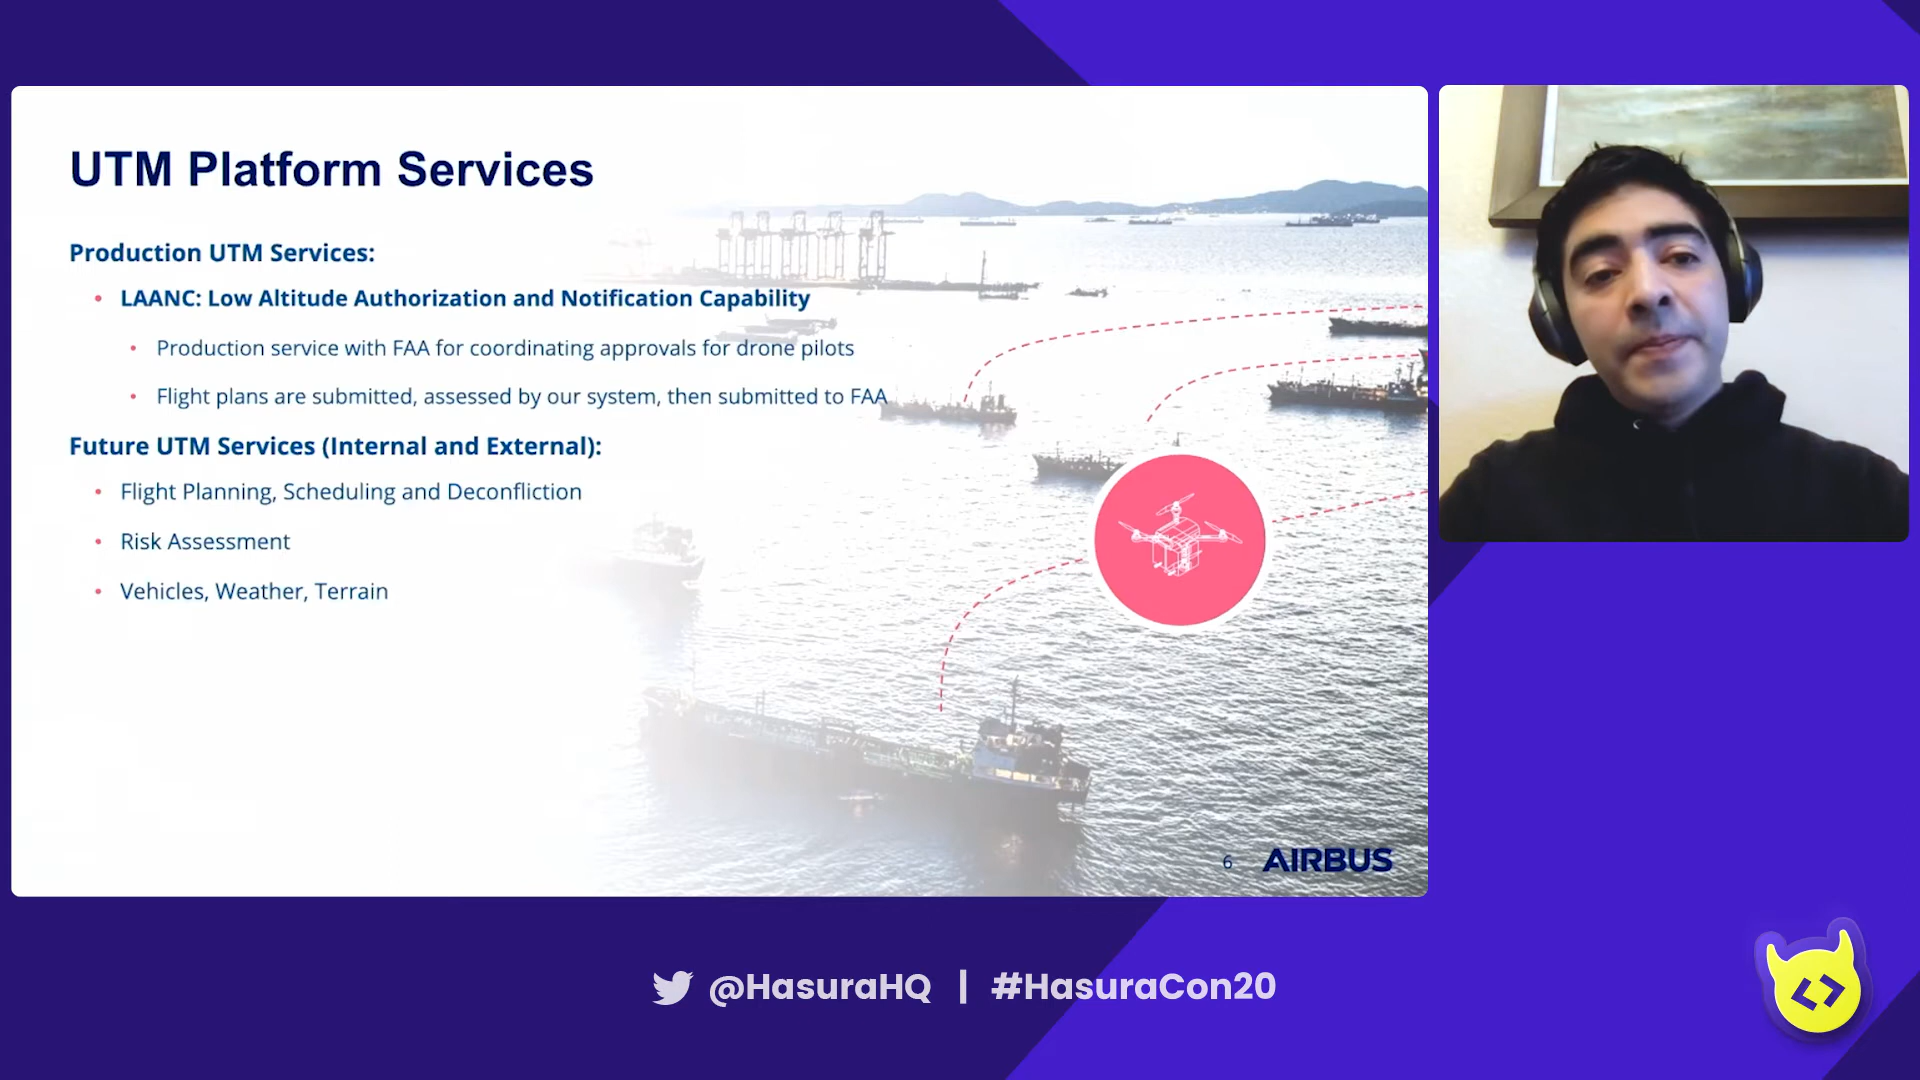 UTM Platform Services
Production UTM Services:
• LAANC: Low Altitude Authorization and Notification Capability
• Production service with FAA for coordinating approvals for drone pilots
• Flight plans are submitted, assessed by our system, then submitted to FAA
Future UTM Services (Internal and External):
• Flight Planning, Scheduling and Deconfliction
• Risk Assessment
• Vehicles, Weather, Terrain
6 AIRBUS
@HasuraHQ | #HasuraCon20